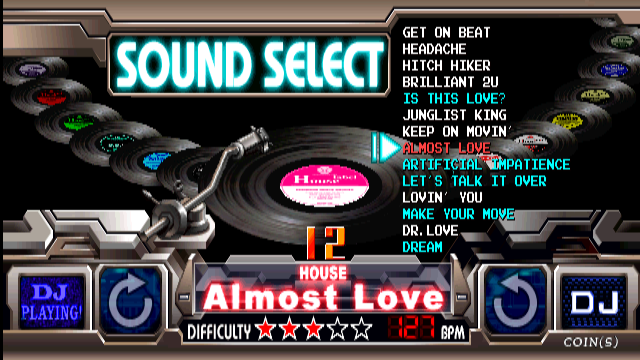 SOUND SELECT
GET ON BEAT
HEADACHE
HITCH HIKER
BRILLIANT 2U
IS THIS LOVE?
JUNGLIST KING
KEEP ON MOVIN'
ALMOST LOVE
ARTIFICIAL IMPATIENCE
LET'S TALK IT OVER
LOVIN' YOU
MAKE YOUR MOVE
DR.LOVE
DREAM
House Label
12
HOUSE
Almost Love
DIFFICULTY
127 BPM
DJ
PLAYING!
DJ
COIN(S)